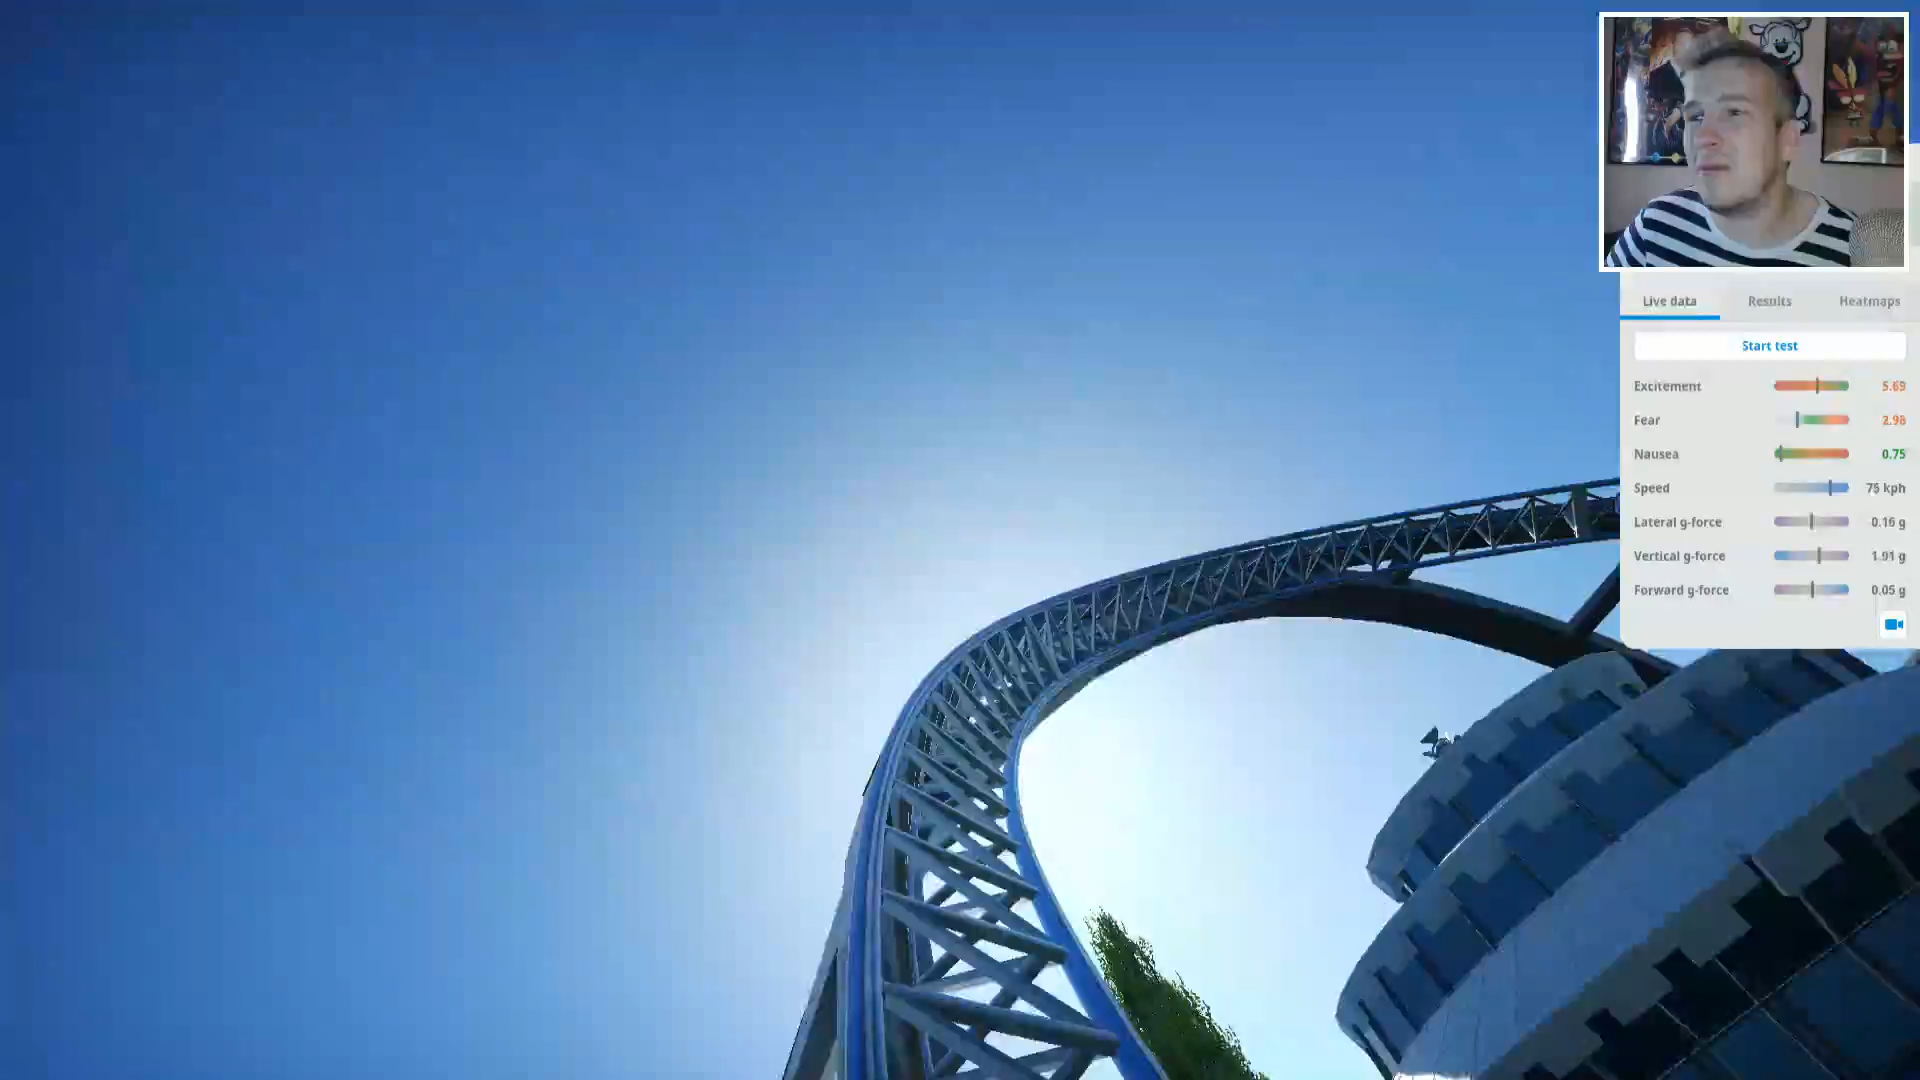 Live data Results Heatmaps
Start test
Excitement 5.69
Fear 2.98
Nausea 0.75
Speed 75 kph
Lateral g-force 0.16 g
Vertical g-force 1.91 g
Forward g-force 0.05 g